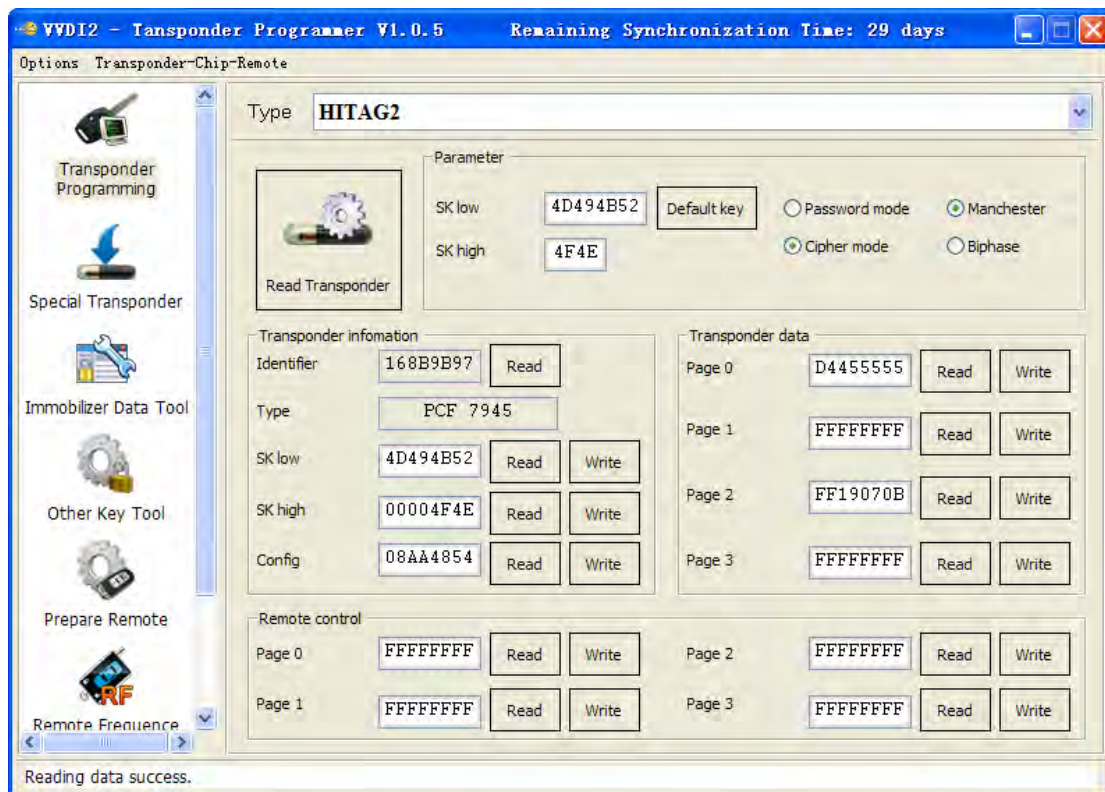 VVDI2 - Tansponder Programmer V1.0.5 Remaining Synchronization Time: 29 days
Options Transponder-Chip-Remote
Transponder
Programming
Special Transponder
Immobilizer Data Tool
Other Key Tool
Prepare Remote
RF
Remote Frequence
Type HITAG2
Read Transponder
Parameter
SK low 4D494B52 Default key Password mode Manchester
SK high 4F4E Cipher mode Biphase
Transponder infomation
Identifier 168B9B97 Read
Type PCF 7945
SK low 4D494B52 Read Write
SK high 00004F4E Read Write
Config 08AA4854 Read Write
Transponder data
Page 0 D4455555 Read Write
Page 1 FFFFFFFF Read Write
Page 2 FF19070B Read Write
Page 3 FFFFFFFF Read Write
Remote control
Page 0 FFFFFFFF Read Write Page 2 FFFFFFFF Read Write
Page 1 FFFFFFFF Read Write Page 3 FFFFFFFF Read Write
Reading data success.